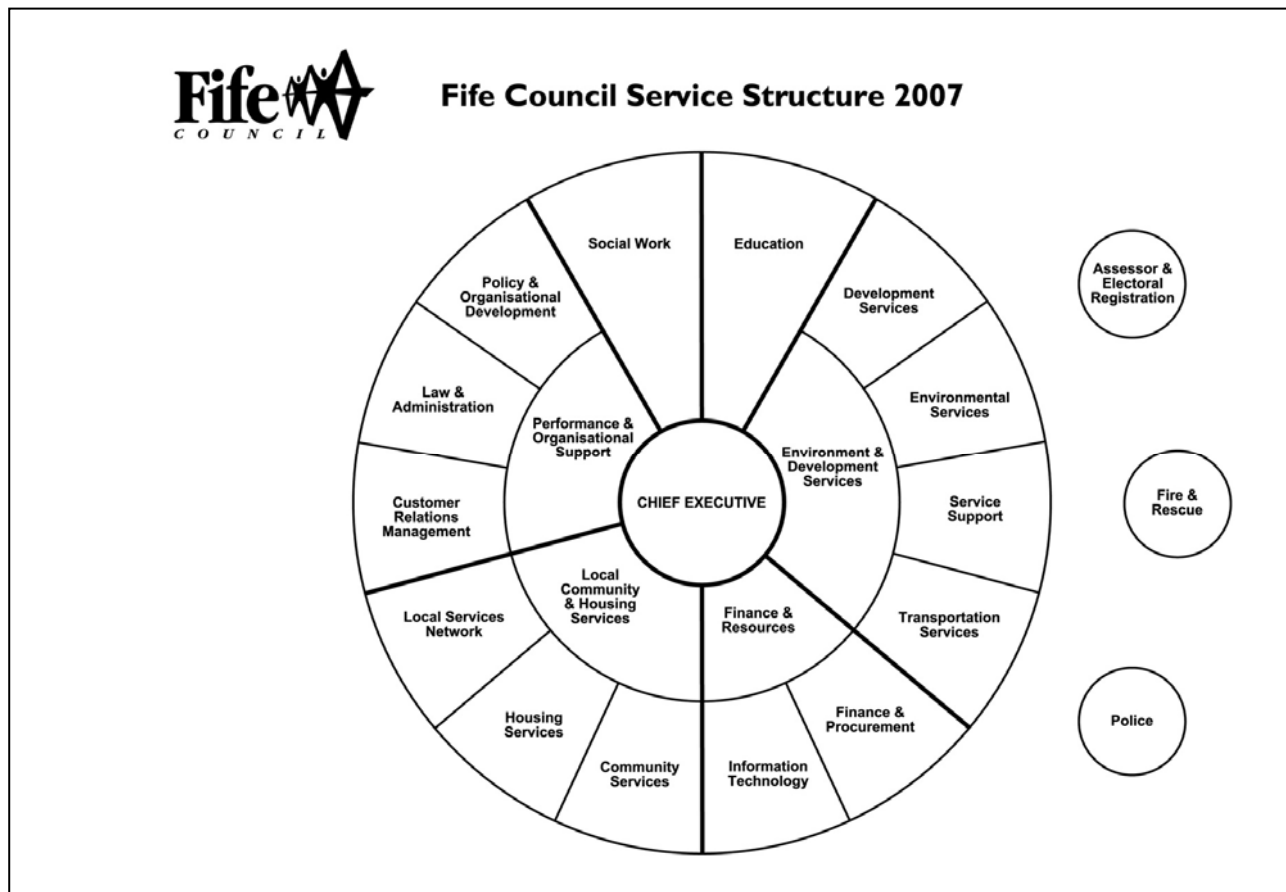 Fife
COUNCIL
Fife Council Service Structure 2007
Social Work
Education
Policy &
Organisational
Development
Development
Services
Assessor &
Electoral
Registration
Law &
Administration
Environmental
Services
Performance &
Organisational
Support
Environment &
Development
Services
CHIEF EXECUTIVE
Customer
Relations
Management
Service
Support
Fire &
Rescue
Local
Community
& Housing
Services
Finance &
Resources
Local Services
Network
Transportation
Services
Housing
Services
Finance &
Procurement
Police
Community
Services
Information
Technology